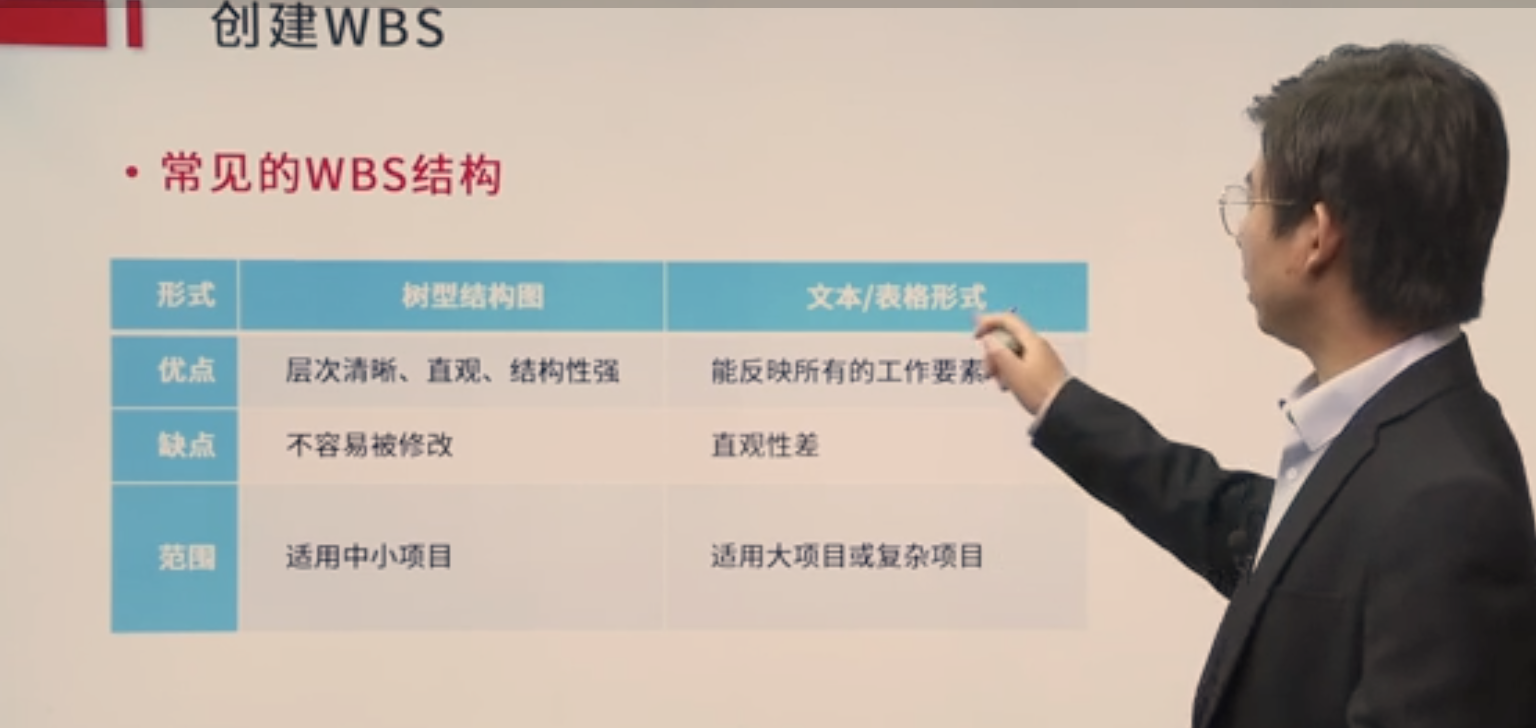 创建WBS
• 常见的WBS结构
形式 树型结构图 文本/表格形式
优点 层次清晰、直观、结构性强 能反映所有的工作要素
缺点 不容易被修改 直观性差
范围 适用中小项目 适用大项目或复杂项目